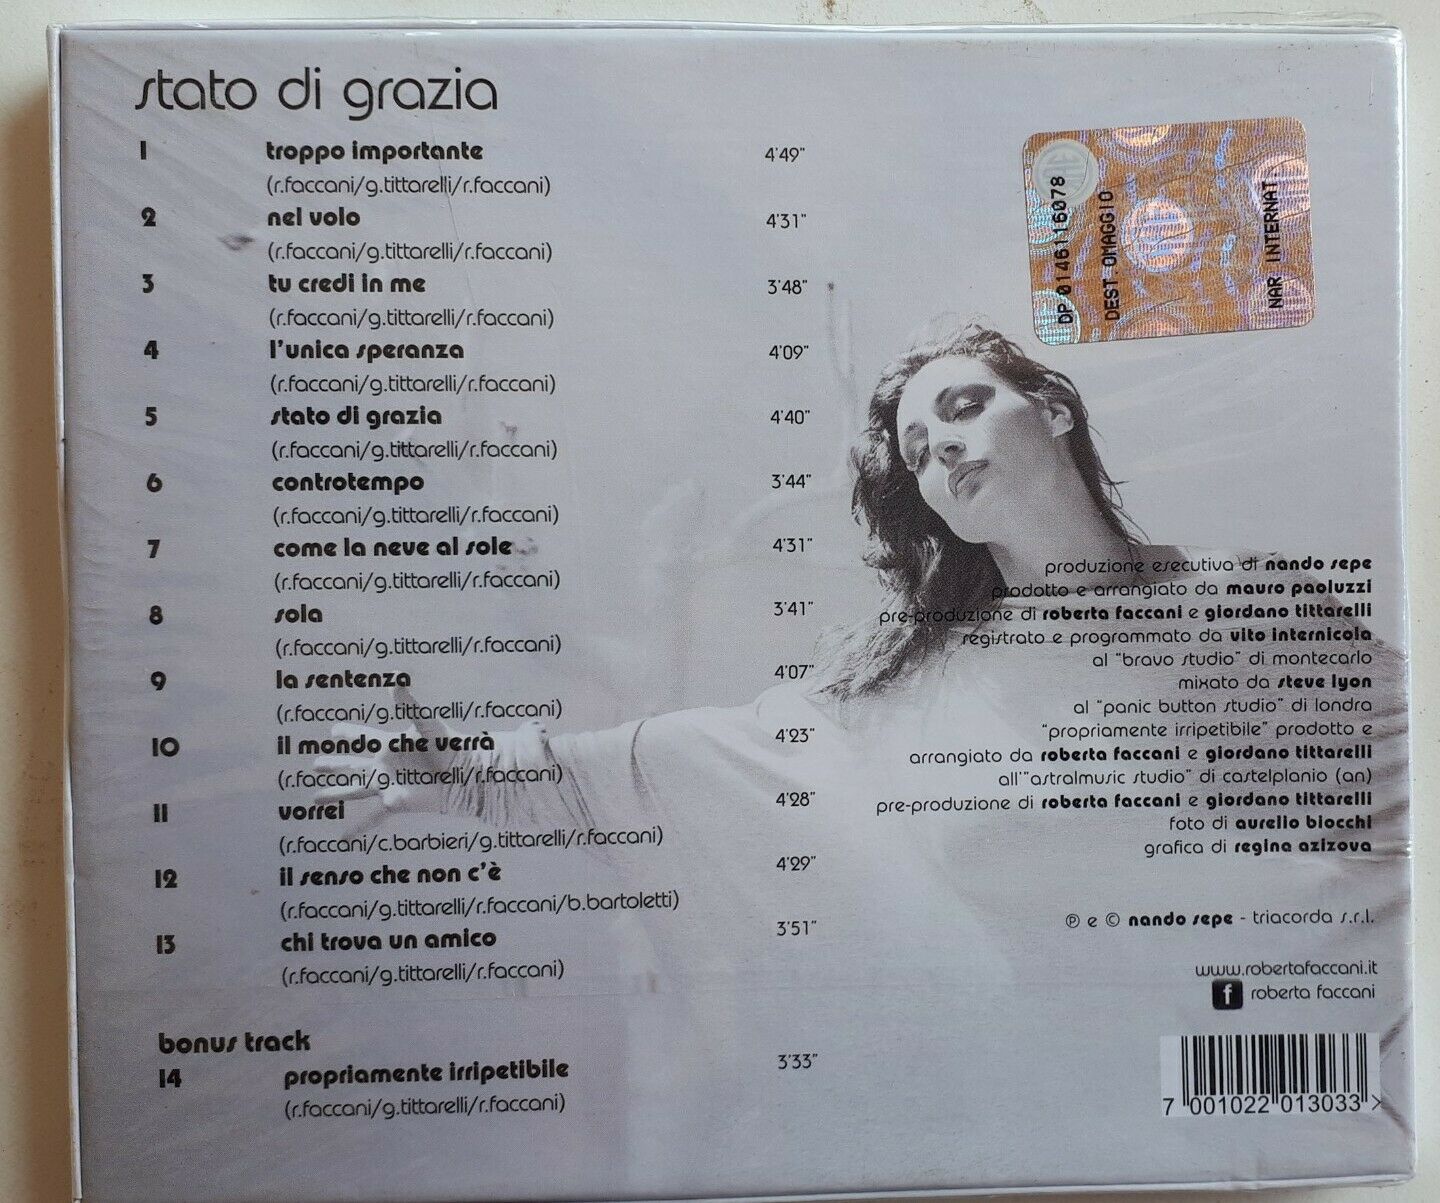 stato di grazia
1 troppo importante 4'49"
(r.faccani/g.tittarelli/r.faccani)
2 nel volo 4'31"
(r.faccani/g.tittarelli/r.faccani)
3 tu credi in me 3'48"
(r.faccani/g.tittarelli/r.faccani)
4 l'unica speranza 4'09"
(r.faccani/g.tittarelli/r.faccani)
5 stato di grazia 4'40"
(r.faccani/g.tittarelli/r.faccani)
6 controtempo 3'44"
(r.faccani/g.tittarelli/r.faccani)
7 come la neve al sole 4'31"
(r.faccani/g.tittarelli/r.faccani)
8 sola 3'41"
(r.faccani/g.tittarelli/r.faccani)
9 la sentenza 4'07"
(r.faccani/g.tittarelli/r.faccani)
10 il mondo che verrà 4'23"
(r.faccani/g.tittarelli/r.faccani)
11 vorrei 4'28"
(r.faccani/c.barbieri/g.tittarelli/r.faccani)
12 il senso che non c'è 4'29"
(r.faccani/g.tittarelli/r.faccani/b.bartoletti)
13 chi trova un amico 3'51"
(r.faccani/g.tittarelli/r.faccani)
bonus track
14 propriamente irripetibile 3'33"
(r.faccani/g.tittarelli/r.faccani)
DP 0146116078
DEST.OMAGGIO
NAR INTERNAT.
produzione esecutiva di nando sepe
prodotto e arrangiato da mauro paoluzzi
pre-produzione di roberta faccani e giordano tittarelli
registrato e programmato da vito internicola
al "bravo studio" di montecarlo
mixato da steve lyon
al "panic button studio" di londra
"propriamente irripetibile" prodotto e
arrangiato da roberta faccani e giordano tittarelli
all'"astralmusic studio" di castelplanio (an)
pre-produzione di roberta faccani e giordano tittarelli
foto di aurelio biocchi
grafica di regina azizova
℗ e © nando sepe - triacorda s.r.l.
www.robertafaccani.it
f roberta faccani
7 001022 013033 >